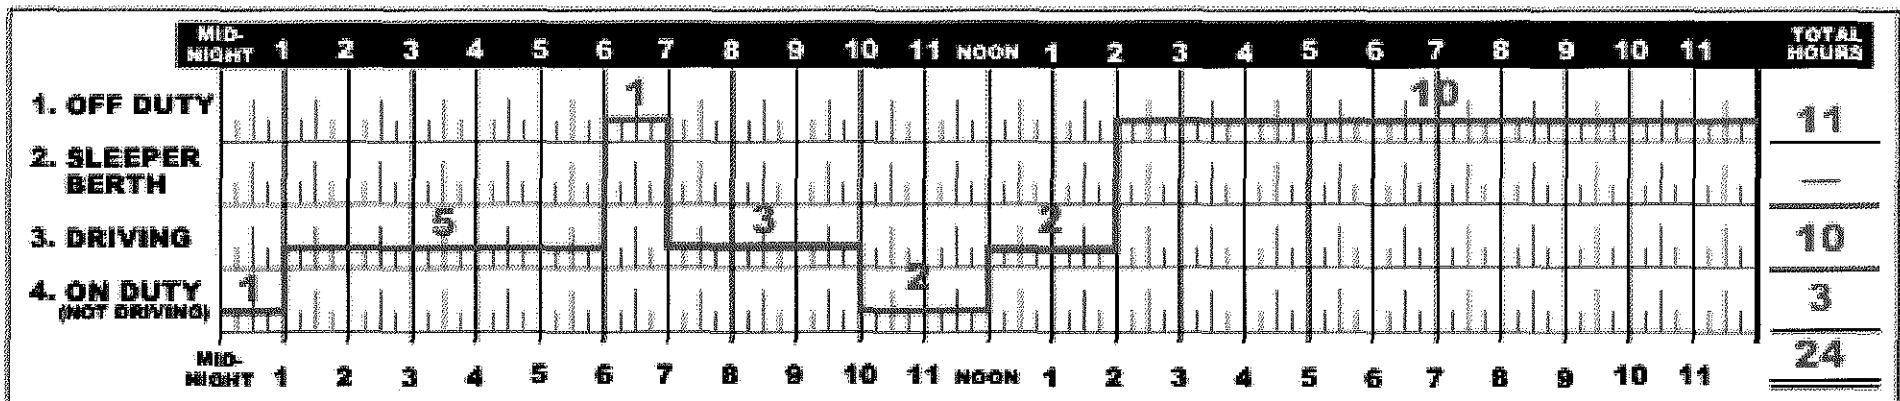 MID-
NIGHT 1 2 3 4 5 6 7 8 9 10 11 NOON 1 2 3 4 5 6 7 8 9 10 11 TOTAL
HOURS
1. OFF DUTY 1 10 11
2. SLEEPER
BERTH —
3. DRIVING 5 3 2 10
4. ON DUTY 1 2 3
(NOT DRIVING)
24
MID-
NIGHT 1 2 3 4 5 6 7 8 9 10 11 NOON 1 2 3 4 5 6 7 8 9 10 11